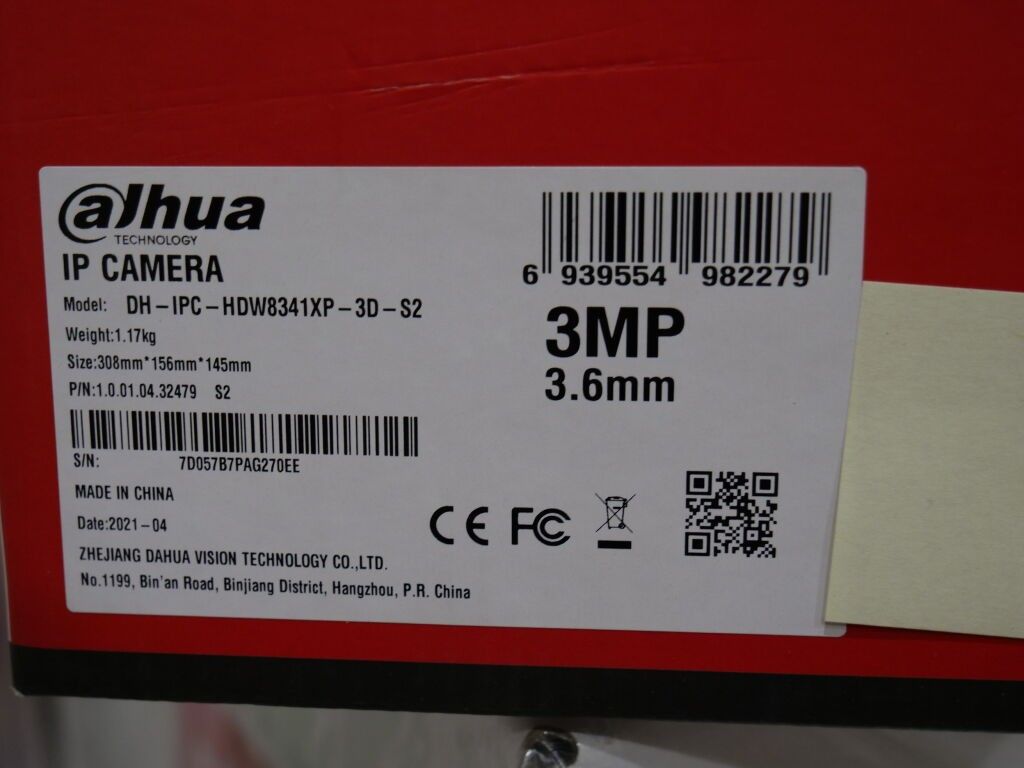 alhua
TECHNOLOGY
IP CAMERA
Model: DH-IPC-HDW8341XP-3D-S2
Weight:1.17kg
Size:308mm*156mm*145mm
P/N:1.0.01.04.32479 S2
S/N: 7D057B7PAG270EE
MADE IN CHINA
Date:2021-04
ZHEJIANG DAHUA VISION TECHNOLOGY CO.,LTD.
No.1199, Bin'an Road, Binjiang District, Hangzhou, P.R. China
6 939554 982279
3MP
3.6mm
CE FC